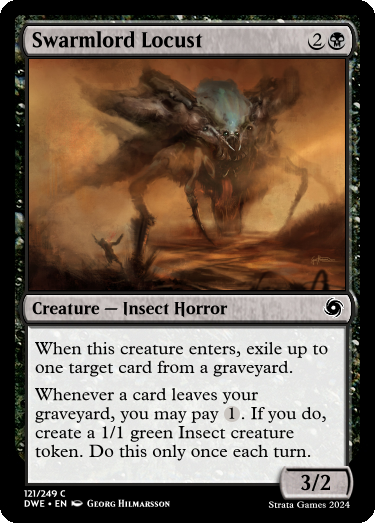 Swarmlord Locust 2
Creature — Insect Horror
When this creature enters, exile up to
one target card from a graveyard.
Whenever a card leaves your
graveyard, you may pay 1. If you do,
create a 1/1 green Insect creature
token. Do this only once each turn.
3/2
121/249 C
DWE • EN Georg Hilmarsson
Strata Games 2024